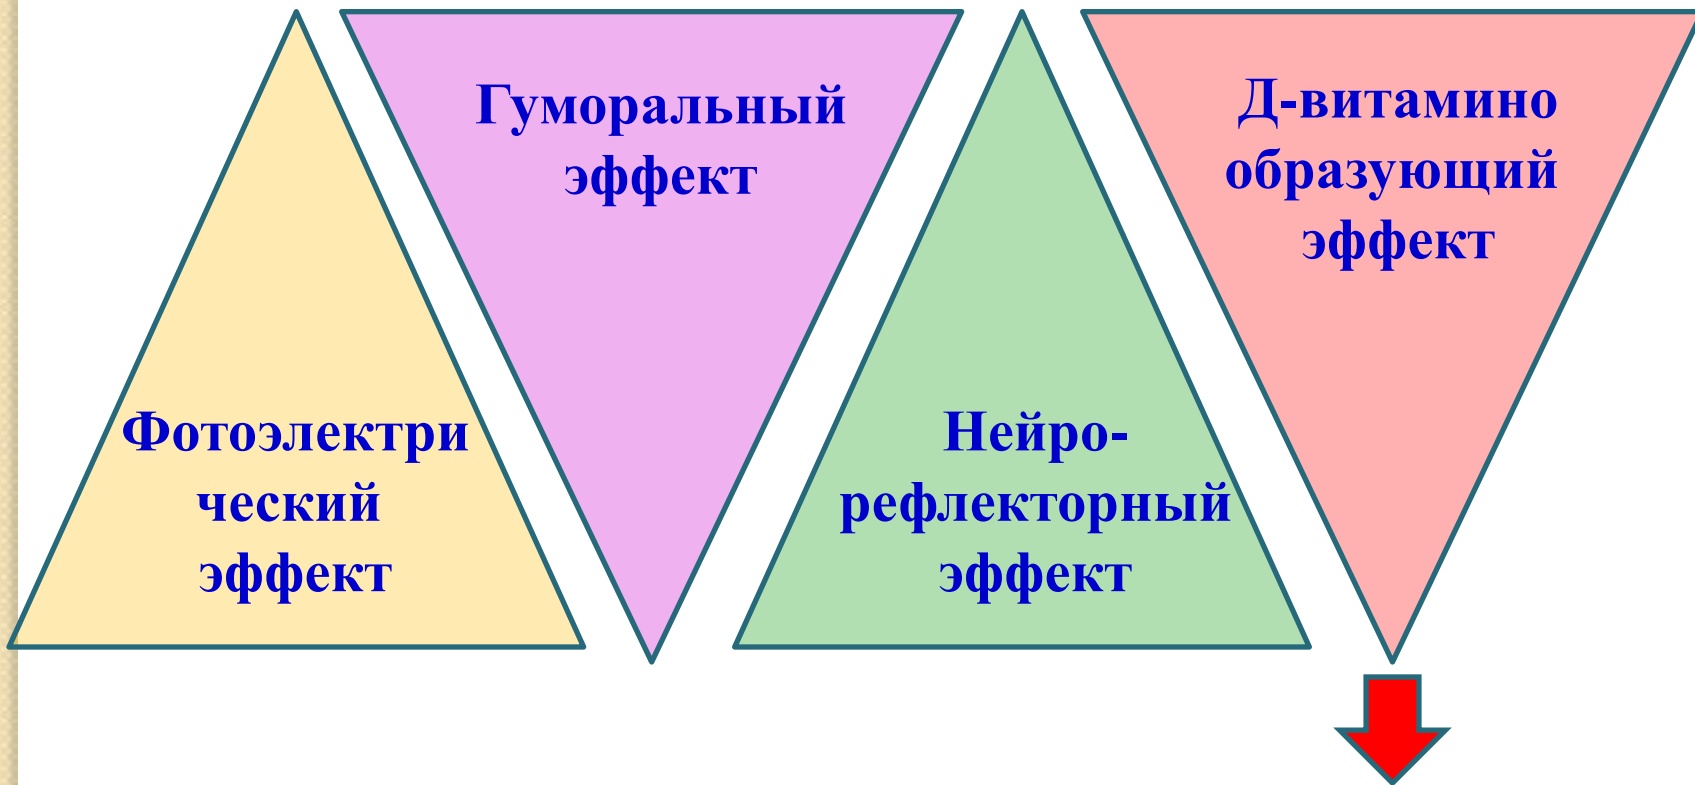 Фотоэлектри
ческий
эффект
Гуморальный
эффект
Нейро-
рефлекторный
эффект
Д-витамино
образующий
эффект